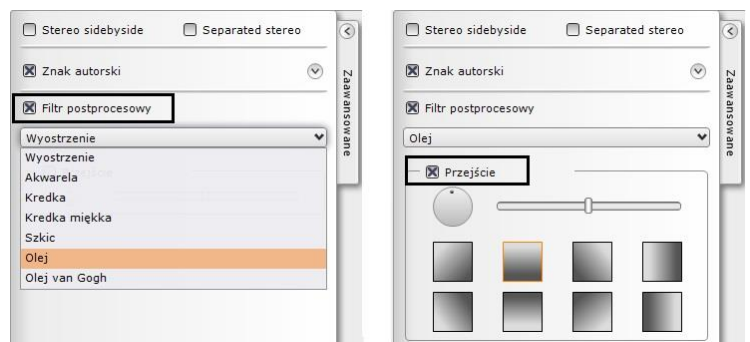 Stereo sidebyside Separated stereo
Znak autorski
Filtr postprocesowy
Wyostrzenie
Wyostrzenie
Akwarela
Kredka
Kredka miękka
Szkic
Olej
Olej van Gogh
Zaawansowane
Stereo sidebyside Separated stereo
Znak autorski
Filtr postprocesowy
Olej
Przejście
Zaawansowane